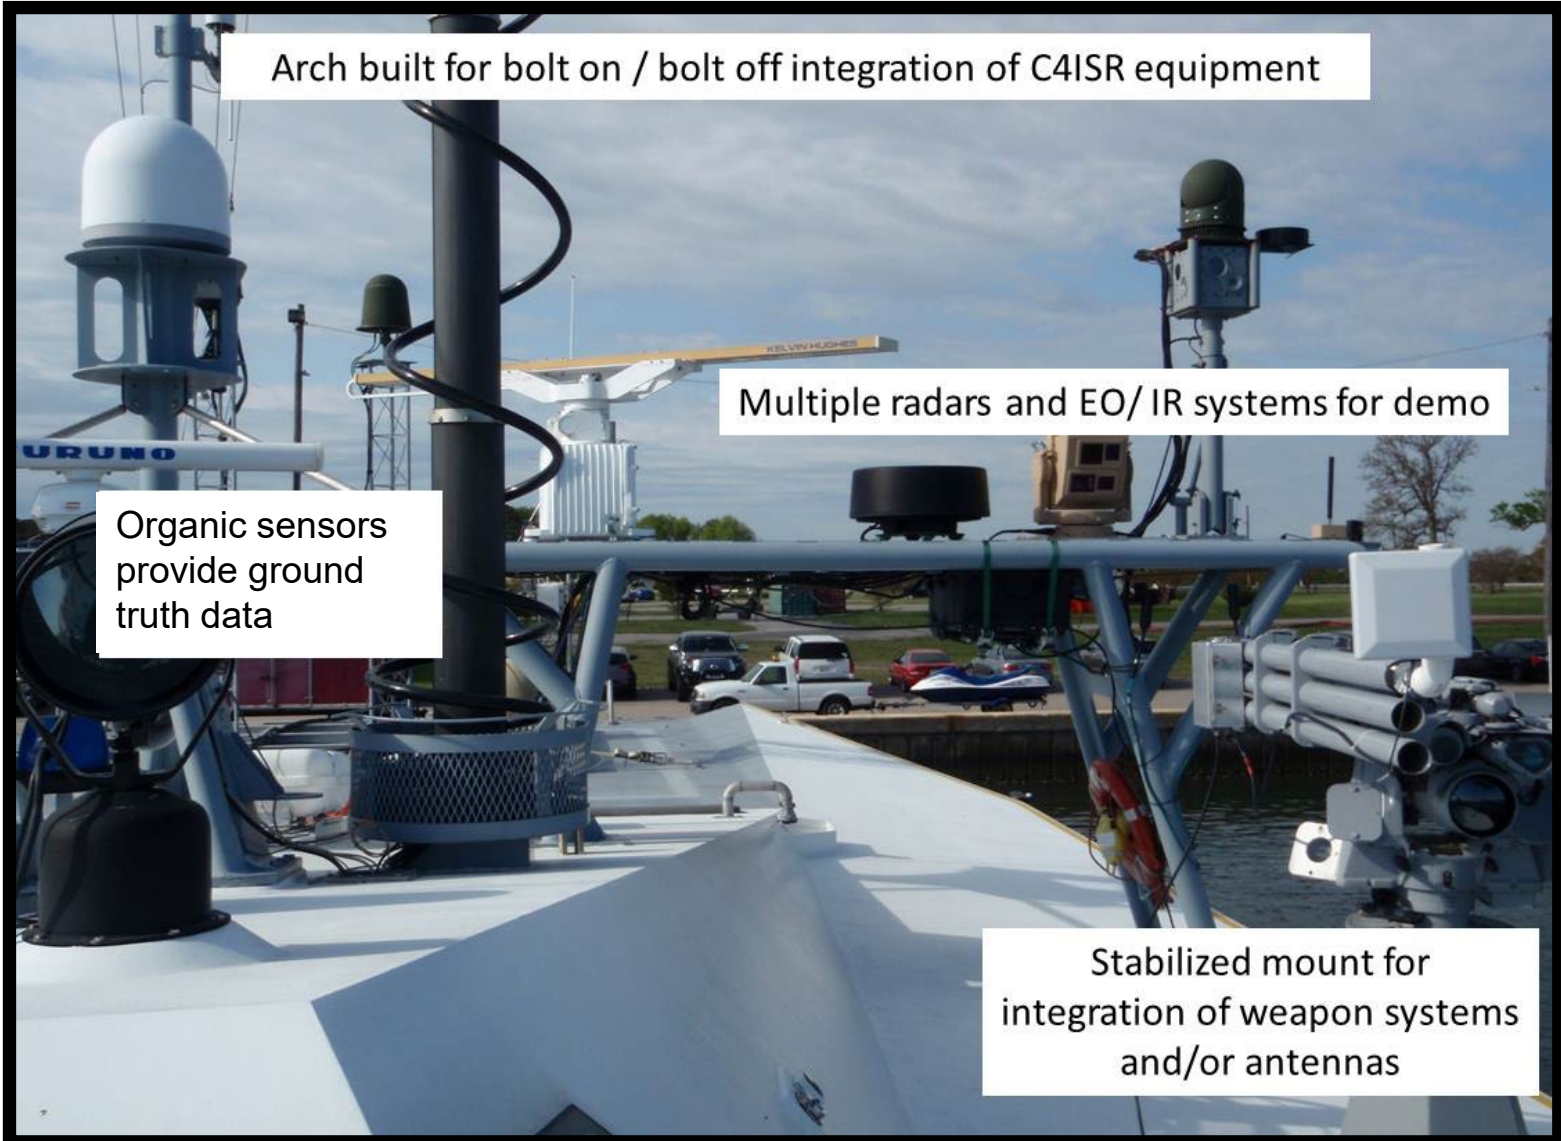 Arch built for bolt on / bolt off integration of C4ISR equipment
KELVIN HUGHES
Multiple radars and EO/ IR systems for demo
URUNO
Organic sensors
provide ground
truth data
Stabilized mount for
integration of weapon systems
and/or antennas